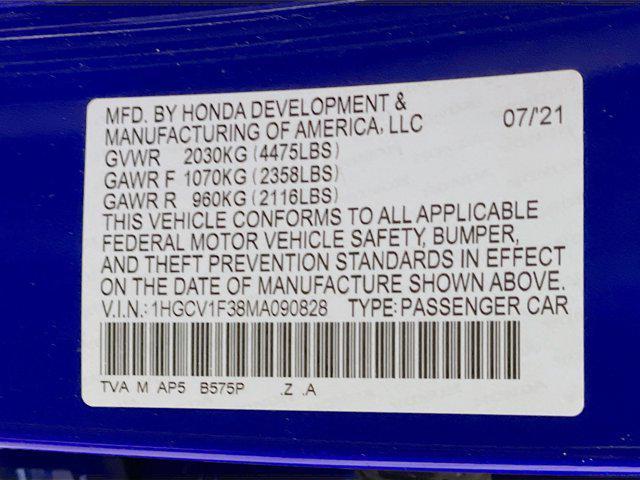 MFD. BY HONDA DEVELOPMENT &
MANUFACTURING OF AMERICA, LLC 07/'21
GVWR 2030KG (4475LBS)
GAWR F 1070KG (2358LBS)
GAWR R 960KG (2116LBS)
THIS VEHICLE CONFORMS TO ALL APPLICABLE
FEDERAL MOTOR VEHICLE SAFETY, BUMPER,
AND THEFT PREVENTION STANDARDS IN EFFECT
ON THE DATE OF MANUFACTURE SHOWN ABOVE.
V.I.N.: 1HGCV1F38MA090828 TYPE: PASSENGER CAR
TVA M AP5 B575P .Z .A